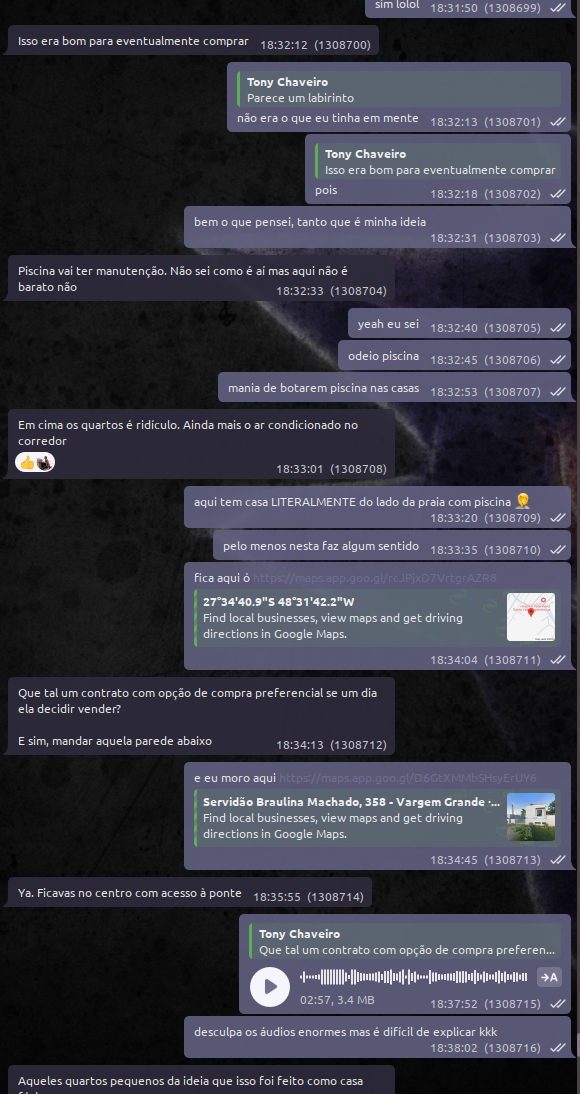 sim lolol 18:31:50 (1308699)
Isso era bom para eventualmente comprar 18:32:12 (1308700)
Tony Chaveiro
Parece um labirinto
não era o que eu tinha em mente 18:32:13 (1308701)
Tony Chaveiro
Isso era bom para eventualmente comprar
pois 18:32:18 (1308702)
bem o que pensei, tanto que é minha ideia
18:32:31 (1308703)
Piscina vai ter manutenção. Não sei como é aí mas aqui não é
barato não 18:32:33 (1308704)
yeah eu sei 18:32:40 (1308705)
odeio piscina 18:32:45 (1308706)
mania de botarem piscina nas casas 18:32:53 (1308707)
Em cima os quartos é ridículo. Ainda mais o ar condicionado no
corredor
👍 18:33:01 (1308708)
aqui tem casa LITERALMENTE do lado da praia com piscina 🤦
18:33:20 (1308709)
pelo menos nesta faz algum sentido 18:33:35 (1308710)
fica aqui ó https://maps.app.goo.gl/rcJPjxD7VrtgrAZR8
27°34'40.9"S 48°31'42.2"W
Find local businesses, view maps and get driving
directions in Google Maps.
18:34:04 (1308711)
Que tal um contrato com opção de compra preferencial se um dia
ela decidir vender?
E sim, mandar aquela parede abaixo 18:34:13 (1308712)
e eu moro aqui https://maps.app.goo.gl/D6GtXMMbSHsyErUY6
Servidão Braulina Machado, 358 - Vargem Grande ·...
Find local businesses, view maps and get driving
directions in Google Maps.
18:34:45 (1308713)
Ya. Ficavas no centro com acesso à ponte 18:35:55 (1308714)
Tony Chaveiro
Que tal um contrato com opção de compra preferen...
→A
02:57, 3.4 MB 18:37:52 (1308715)
desculpa os áudios enormes mas é difícil de explicar kkk
18:38:02 (1308716)
Aqueles quartos pequenos da ideia que isso foi feito como casa